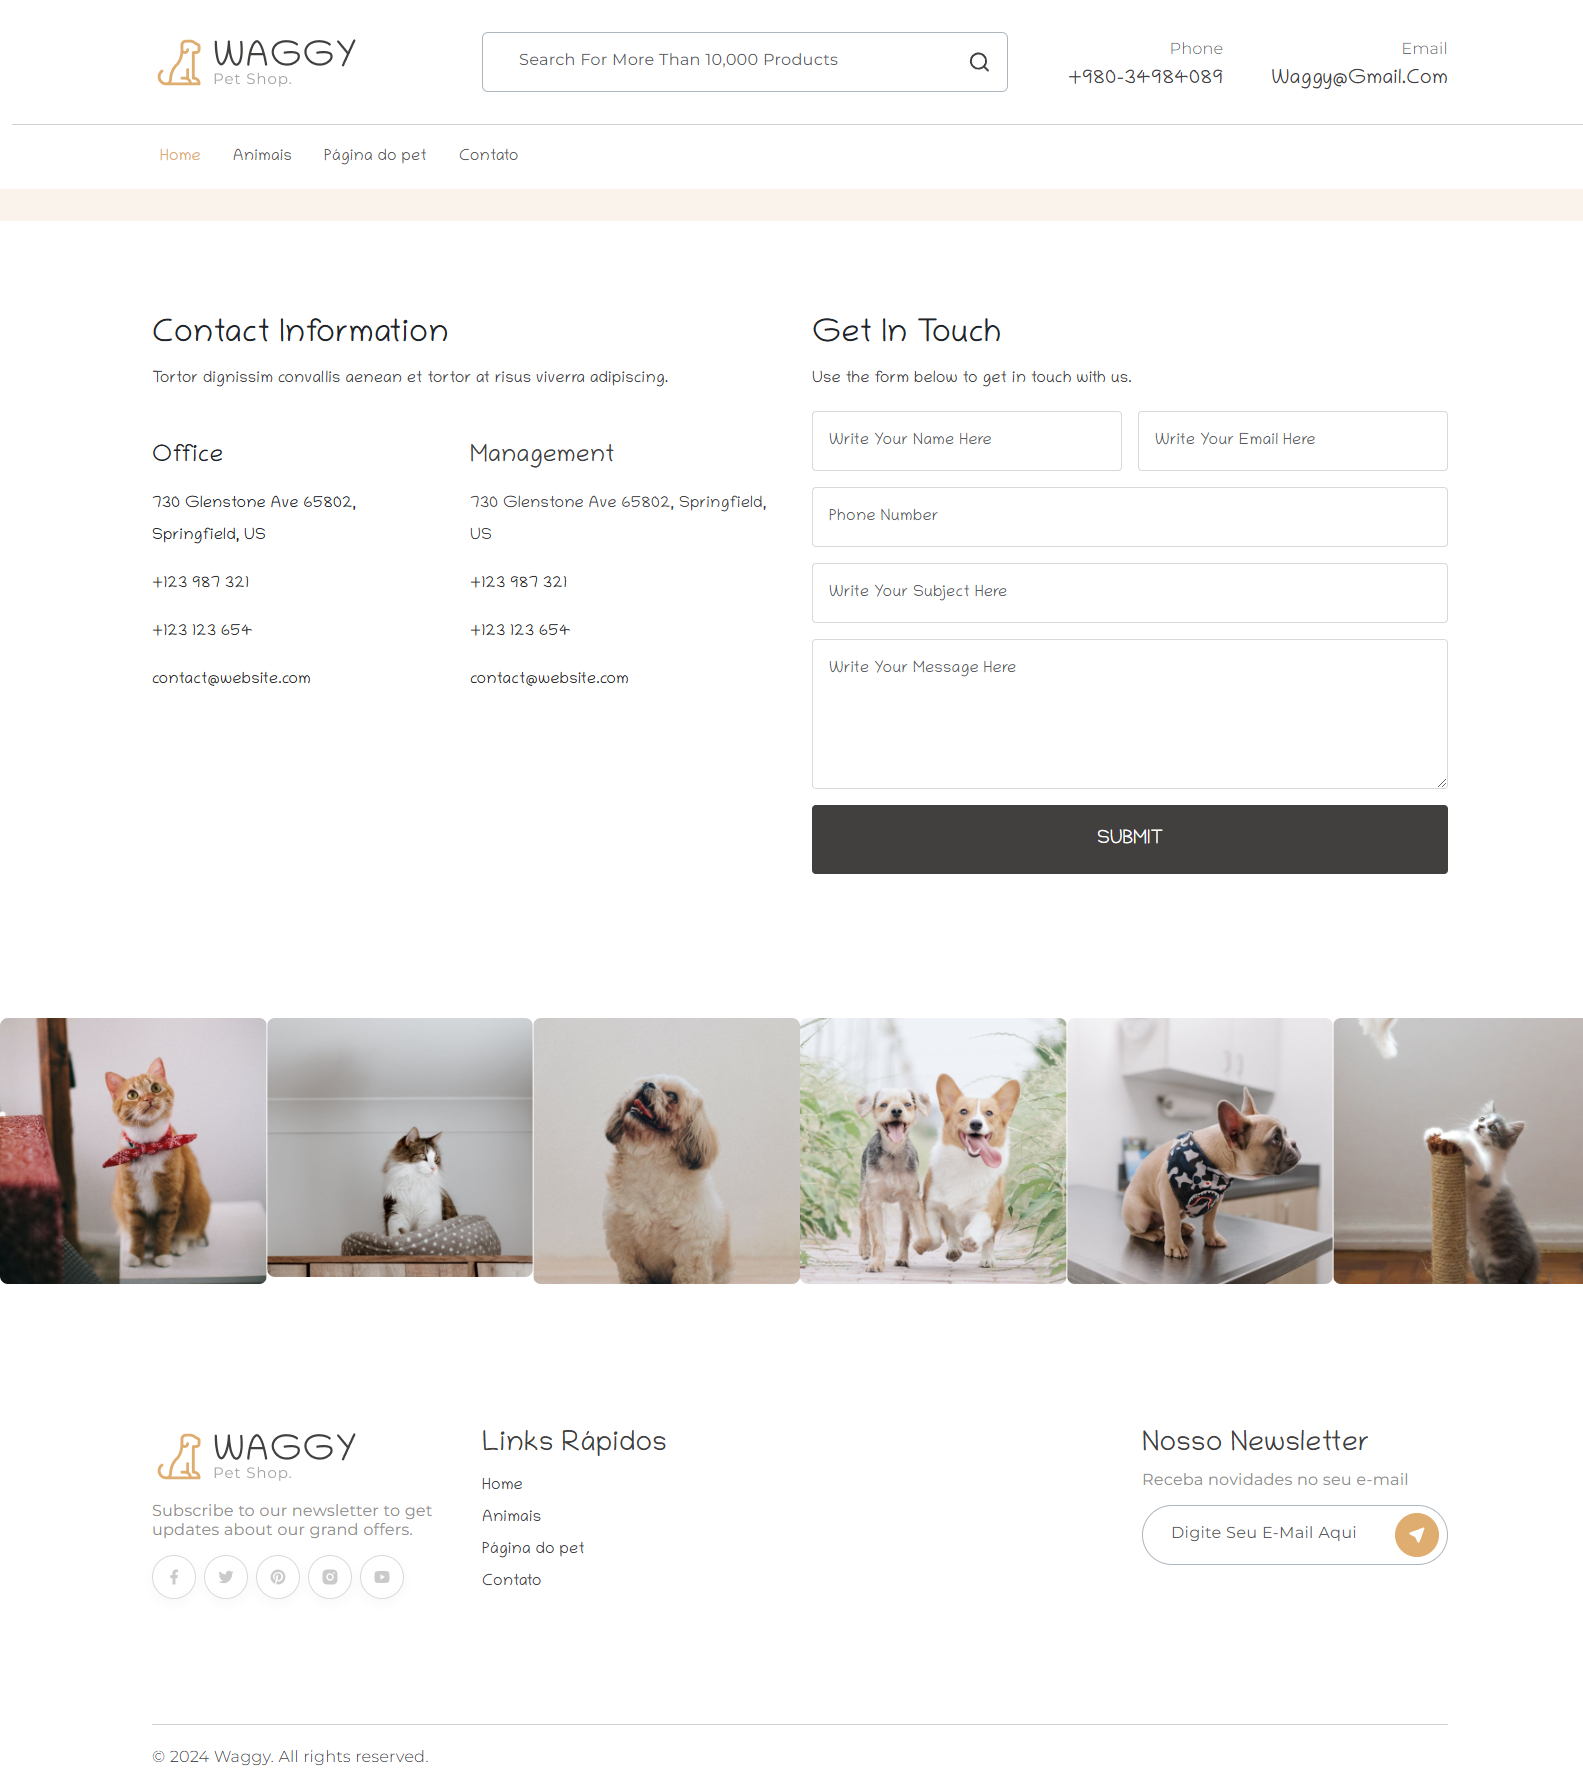 WAGGY
Pet Shop.
Search For More Than 10,000 Products
Phone
+980-34984089
Email
Waggy@Gmail.Com
Home
Animais
Página do pet
Contato
Contact Information
Tortor dignissim convallis aenean et tortor at risus viverra adipiscing.
Office
730 Glenstone Ave 65802,
Springfield, US
+123 987 321
+123 123 654
contact@website.com
Management
730 Glenstone Ave 65802, Springfield,
US
+123 987 321
+123 123 654
contact@website.com
Get In Touch
Use the form below to get in touch with us.
Write Your Name Here
Write Your Email Here
Phone Number
Write Your Subject Here
Write Your Message Here
SUBMIT
WAGGY
Pet Shop.
Subscribe to our newsletter to get
updates about our grand offers.
Links Rápidos
Home
Animais
Página do pet
Contato
Nosso Newsletter
Receba novidades no seu e-mail
Digite Seu E-Mail Aqui
© 2024 Waggy. All rights reserved.